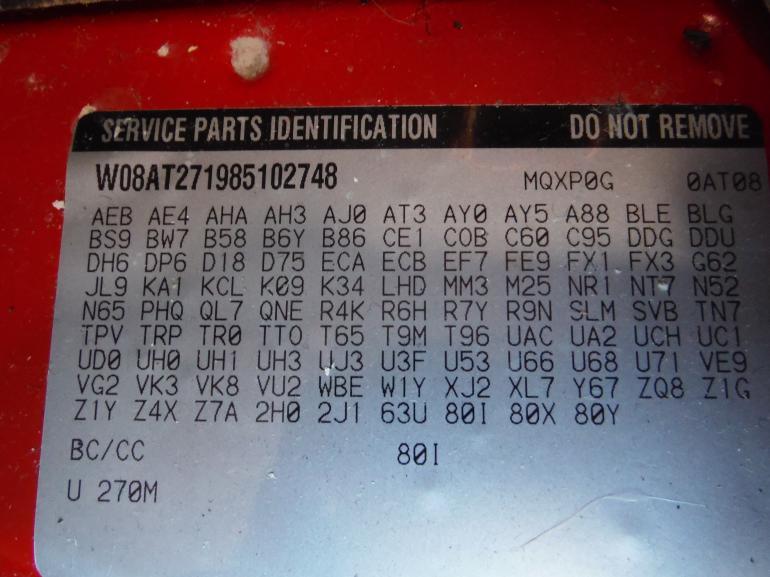 SERVICE PARTS IDENTIFICATION DO NOT REMOVE
W08AT271985102748 MQXP0G 0AT08
AEB AE4 AHA AH3 AJ0 AT3 AY0 AY5 A88 BLE BLG
BS9 BW7 B58 B6Y B86 CE1 COB C60 C95 DDG DDU
DH6 DP6 D18 D75 ECA ECB EF7 FE9 FX1 FX3 G62
JL9 KA1 KCL K09 K34 LHD MM3 M25 NR1 NT7 N52
N65 PHQ QL7 QNE R4K R6H R7Y R9N SLM SVB TN7
TPV TRP TR0 TTO T65 T9M T96 UAC UA2 UCH UC1
UD0 UH0 UH1 UH3 UJ3 U3F U53 U66 U68 U71 VE9
VG2 VK3 VK8 VU2 WBE W1Y XJ2 XL7 Y67 ZQ8 Z1G
Z1Y Z4X Z7A 2H0 2J1 63U 80I 80X 80Y
BC/CC 80I
U 270M